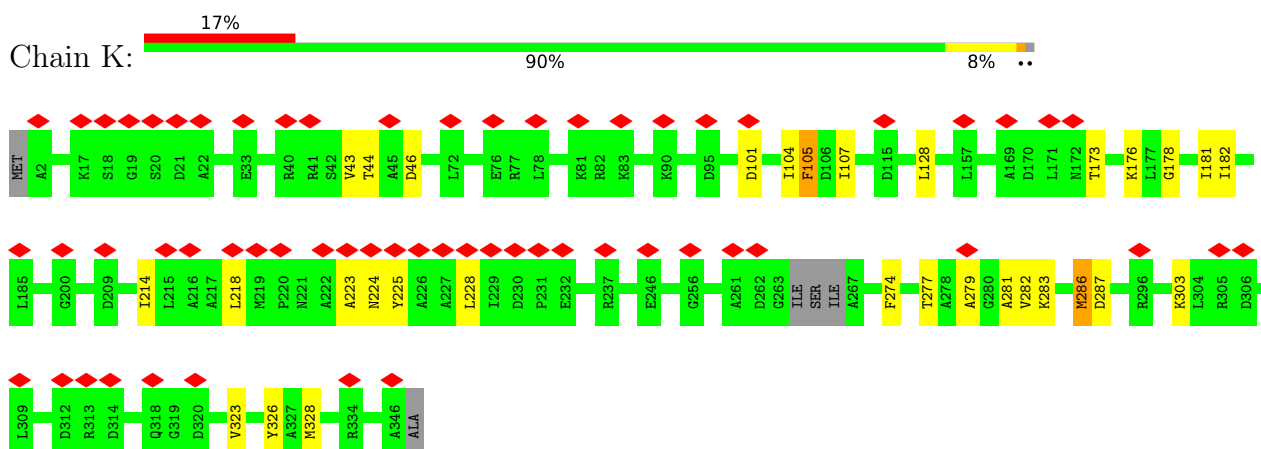 17%
Chain K:
90% 8% ••
MET A2 K17 S18 G19 S20 D21 A22 E33 R40 R41 S42 V43 T44 A45 D46 L72 E76 R77 L78 K81 R82 K83 K90 D95 D101 I104 F105 D106 I107 D115 L128 L157 A169 D170 L171 N172 T173 K176 L177 G178 I181 I182
L185 G200 D209 I214 L215 A216 A217 L218 M219 P220 N221 A222 A223 N224 Y225 A226 A227 L228 I229 D230 P231 E232 R237 E246 G256 A261 D262 G263 ILE SER ILE A267 F274 T277 A278 A279 G280 A281 V282 K283 M286 D287 R296 K303 L304 R305 D306
L309 D312 R313 D314 Q318 G319 D320 V323 Y326 A327 M328 R334 A346 ALA